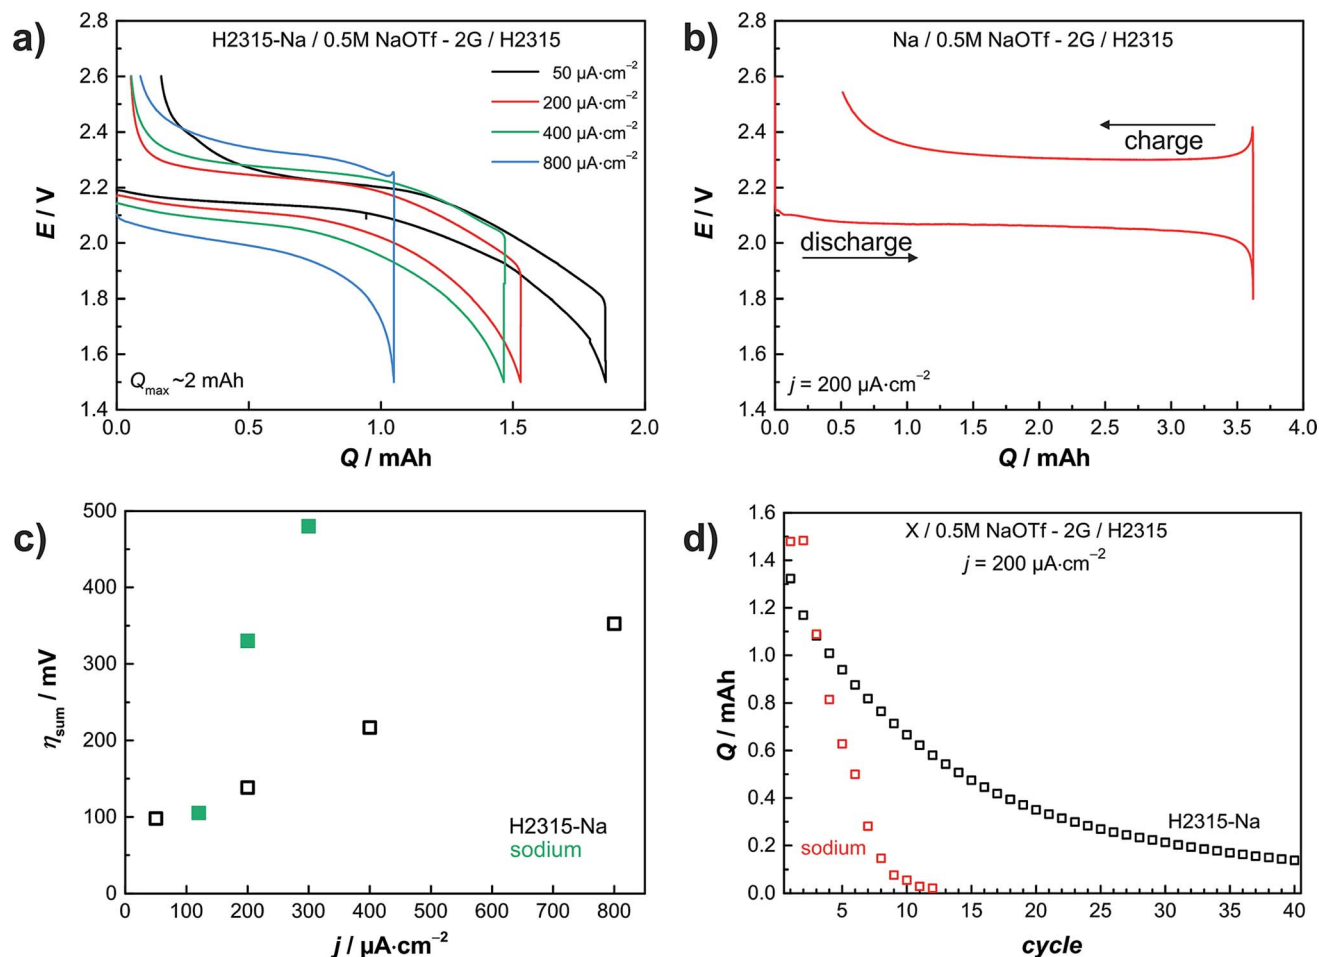 a)
H2315-Na / 0.5M NaOTf - 2G / H2315
50 µA·cm⁻²
200 µA·cm⁻²
400 µA·cm⁻²
800 µA·cm⁻²
2.8
2.6
2.4
2.2
2.0
1.8
1.6
1.4
E / V
Qmax ~2 mAh
0.0 0.5 1.0 1.5 2.0
Q / mAh
b)
Na / 0.5M NaOTf - 2G / H2315
2.8
2.6
2.4
2.2
2.0
1.8
1.6
1.4
E / V
charge
discharge
j = 200 µA·cm⁻²
0.0 0.5 1.0 1.5 2.0 2.5 3.0 3.5 4.0
Q / mAh
c)
500
400
300
200
100
0
ηsum / mV
H2315-Na
sodium
0 100 200 300 400 500 600 700 800
j / µA·cm⁻²
d)
X / 0.5M NaOTf - 2G / H2315
j = 200 µA·cm⁻²
1.6
1.4
1.2
1.0
0.8
0.6
0.4
0.2
0.0
Q / mAh
H2315-Na
sodium
5 10 15 20 25 30 35 40
cycle